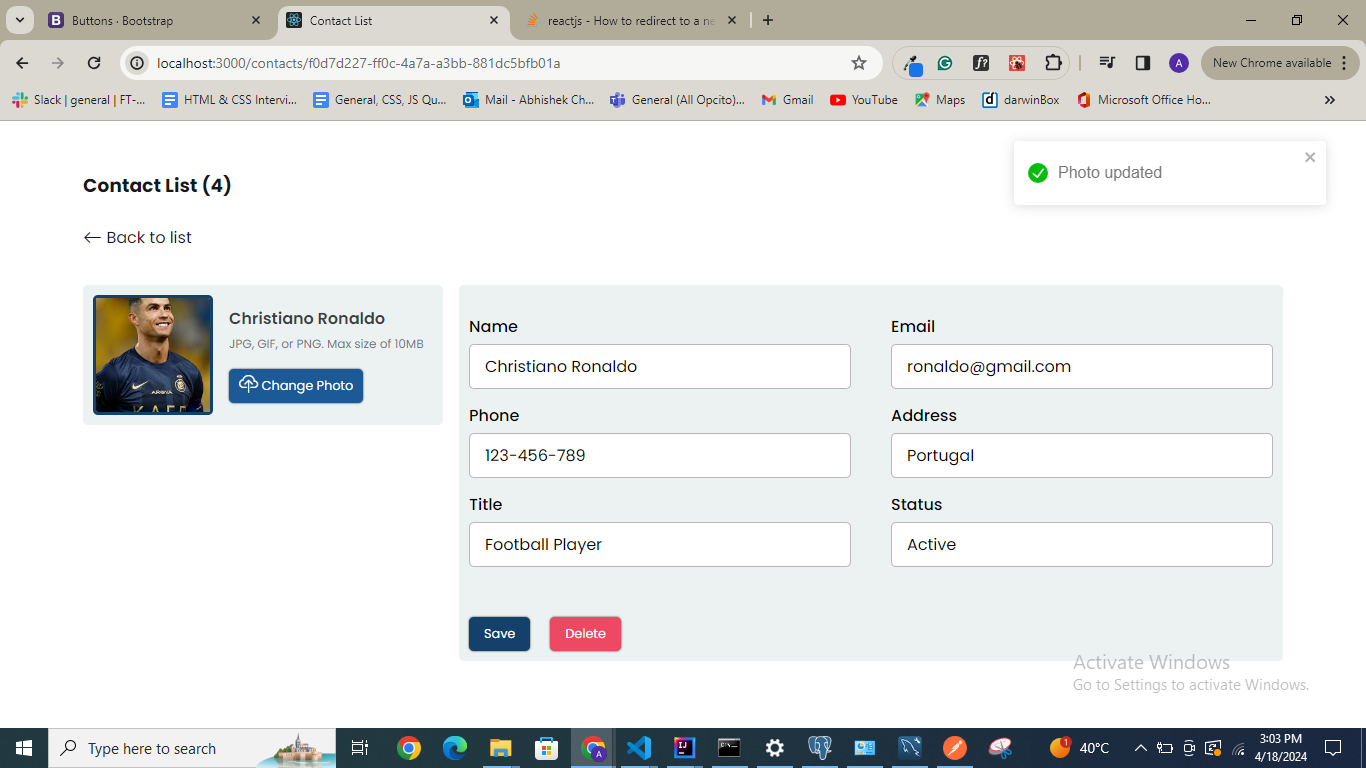 Buttons · Bootstrap
Contact List
reactjs - How to redirect to a ne
localhost:3000/contacts/f0d7d227-ff0c-4a7a-a3bb-881dc5bfb01a
f?
A
New Chrome available
Slack | general | FT-...
HTML & CSS Intervi...
General, CSS, JS Qu...
Mail - Abhishek Ch...
General (All Opcito)...
Gmail
YouTube
Maps
darwinBox
Microsoft Office Ho...
Photo updated
Contact List (4)
Back to list
Christiano Ronaldo
JPG, GIF, or PNG. Max size of 10MB
Change Photo
Name
Email
Christiano Ronaldo
ronaldo@gmail.com
Phone
Address
123-456-789
Portugal
Title
Status
Football Player
Active
Save
Delete
Activate Windows
Go to Settings to activate Windows.
Type here to search
1
40°C
3:03 PM
4/18/2024